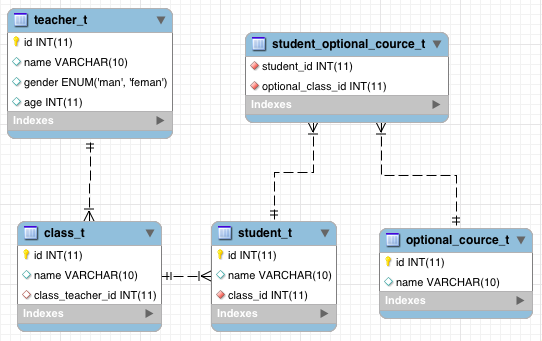 teacher_t
id INT(11)
name VARCHAR(10)
gender ENUM('man', 'feman')
age INT(11)
Indexes
student_optional_cource_t
student_id INT(11)
optional_class_id INT(11)
Indexes
class_t
id INT(11)
name VARCHAR(10)
class_teacher_id INT(11)
Indexes
student_t
id INT(11)
name VARCHAR(10)
class_id INT(11)
Indexes
optional_cource_t
id INT(11)
name VARCHAR(10)
Indexes